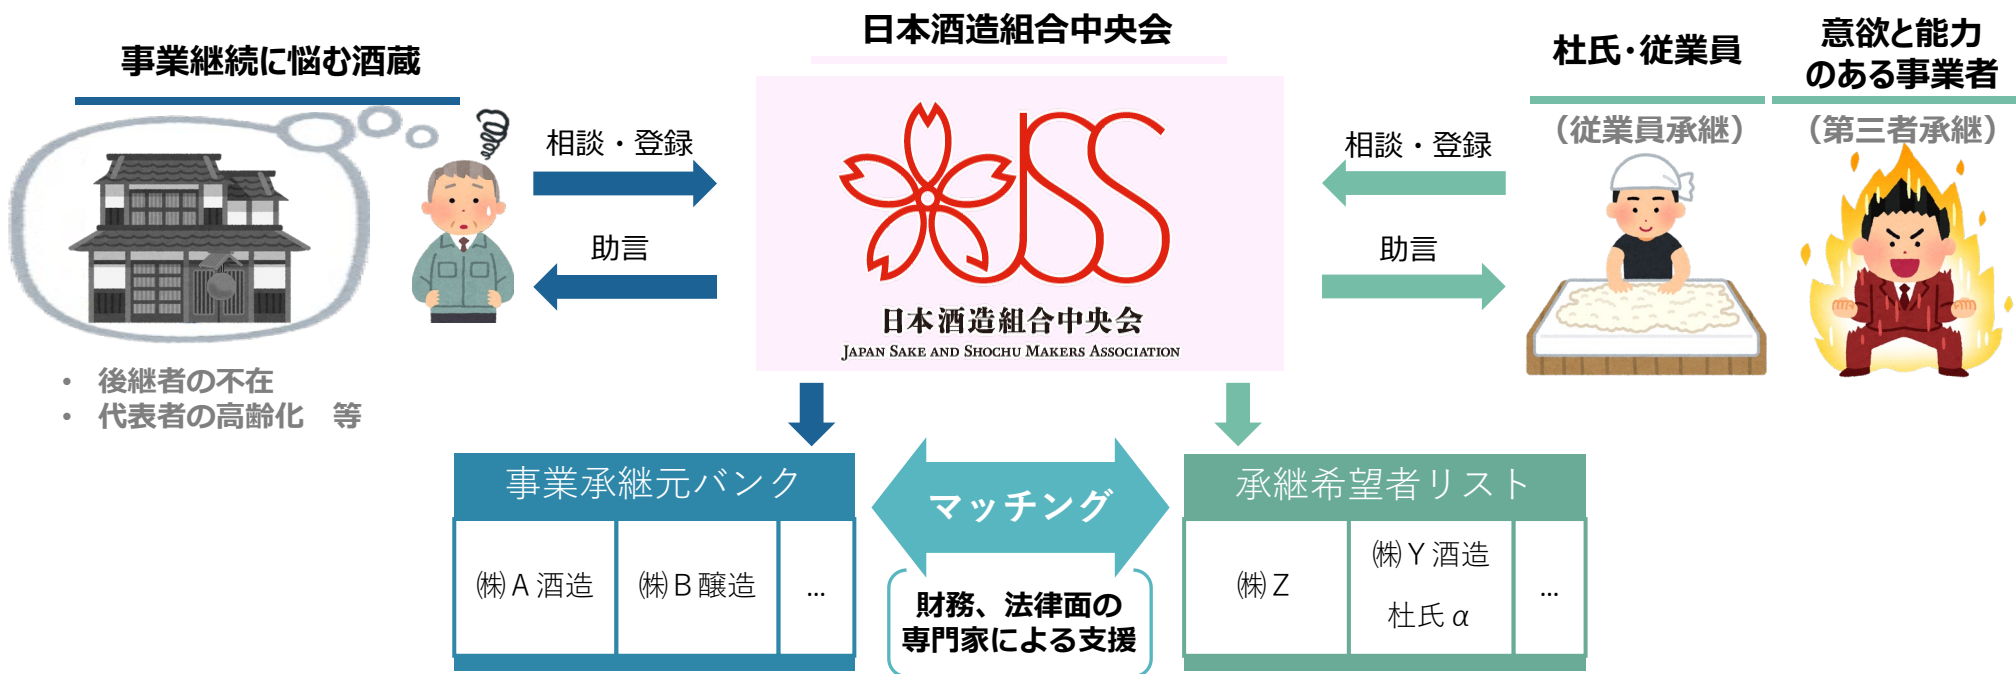 事業継続に悩む酒蔵
・ 後継者の不在
・ 代表者の高齢化　等
相談・登録
助言
日本酒造組合中央会
JSS
日本酒造組合中央会
JAPAN SAKE AND SHOCHU MAKERS ASSOCIATION
相談・登録
助言
杜氏・従業員
（従業員承継）
意欲と能力
のある事業者
（第三者承継）
事業承継元バンク
㈱Ａ酒造
㈱Ｂ醸造
...
マッチング
財務、法律面の
専門家による支援
承継希望者リスト
㈱Ｚ
㈱Ｙ酒造
杜氏α
...